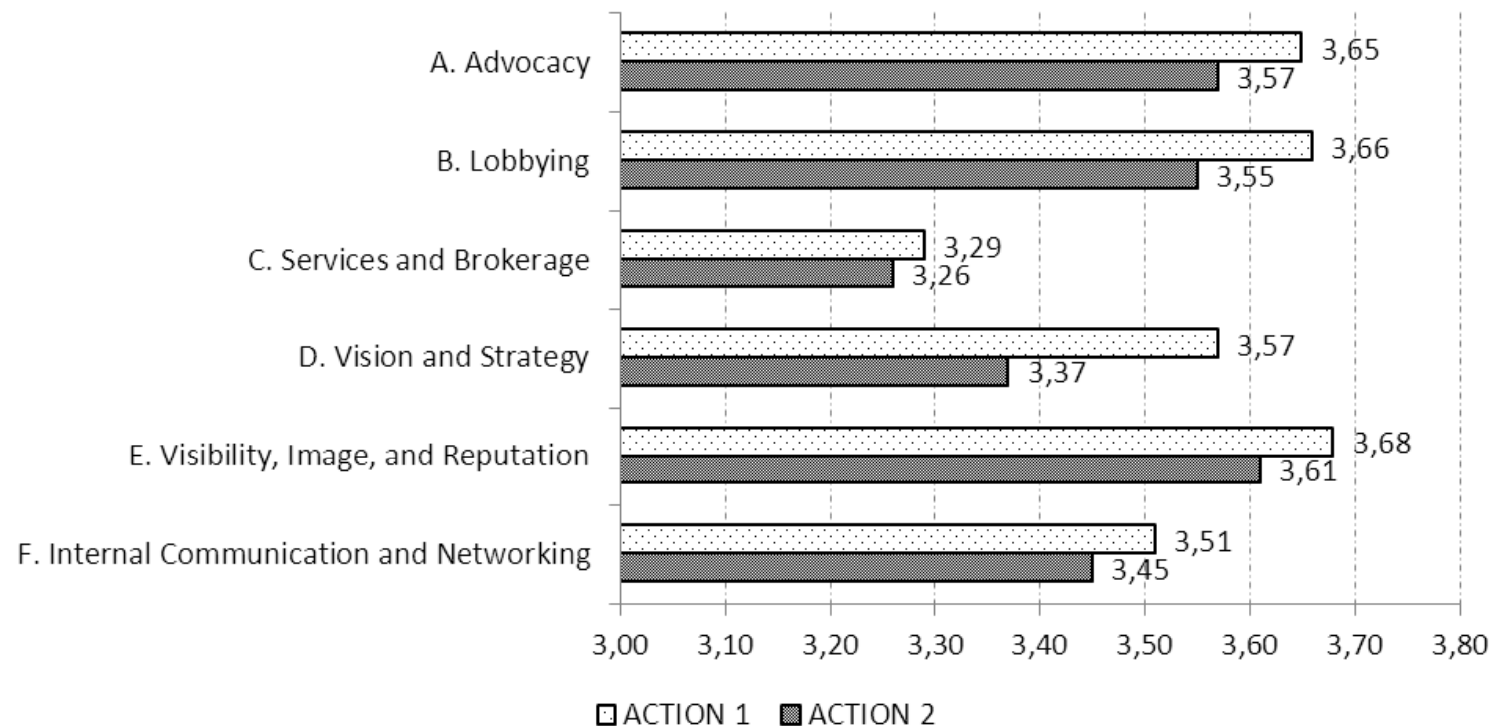 A. Advocacy
3,65
3,57
B. Lobbying
3,66
3,55
C. Services and Brokerage
3,29
3,26
D. Vision and Strategy
3,57
3,37
E. Visibility, Image, and Reputation
3,68
3,61
F. Internal Communication and Networking
3,51
3,45
3,00 3,10 3,20 3,30 3,40 3,50 3,60 3,70 3,80
ACTION 1 ACTION 2